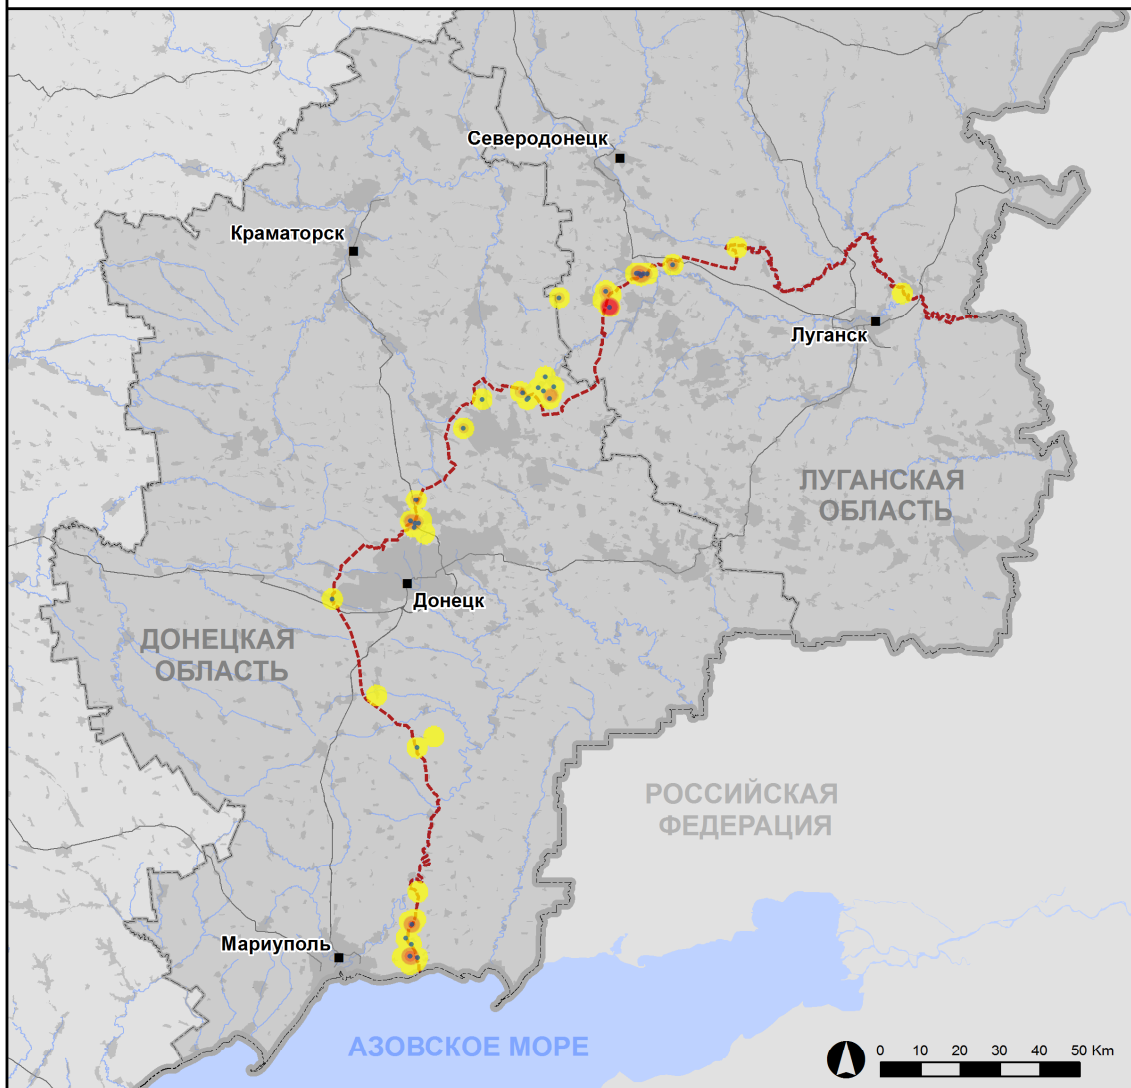 Северодонецк
Краматорск
Луганск
ЛУГАНСКАЯ
ОБЛАСТЬ
Донецк
ДОНЕЦКАЯ
ОБЛАСТЬ
РОССИЙСКАЯ
ФЕДЕРАЦИЯ
Мариуполь
АЗОВСКОЕ МОРЕ
0 10 20 30 40 50 Km